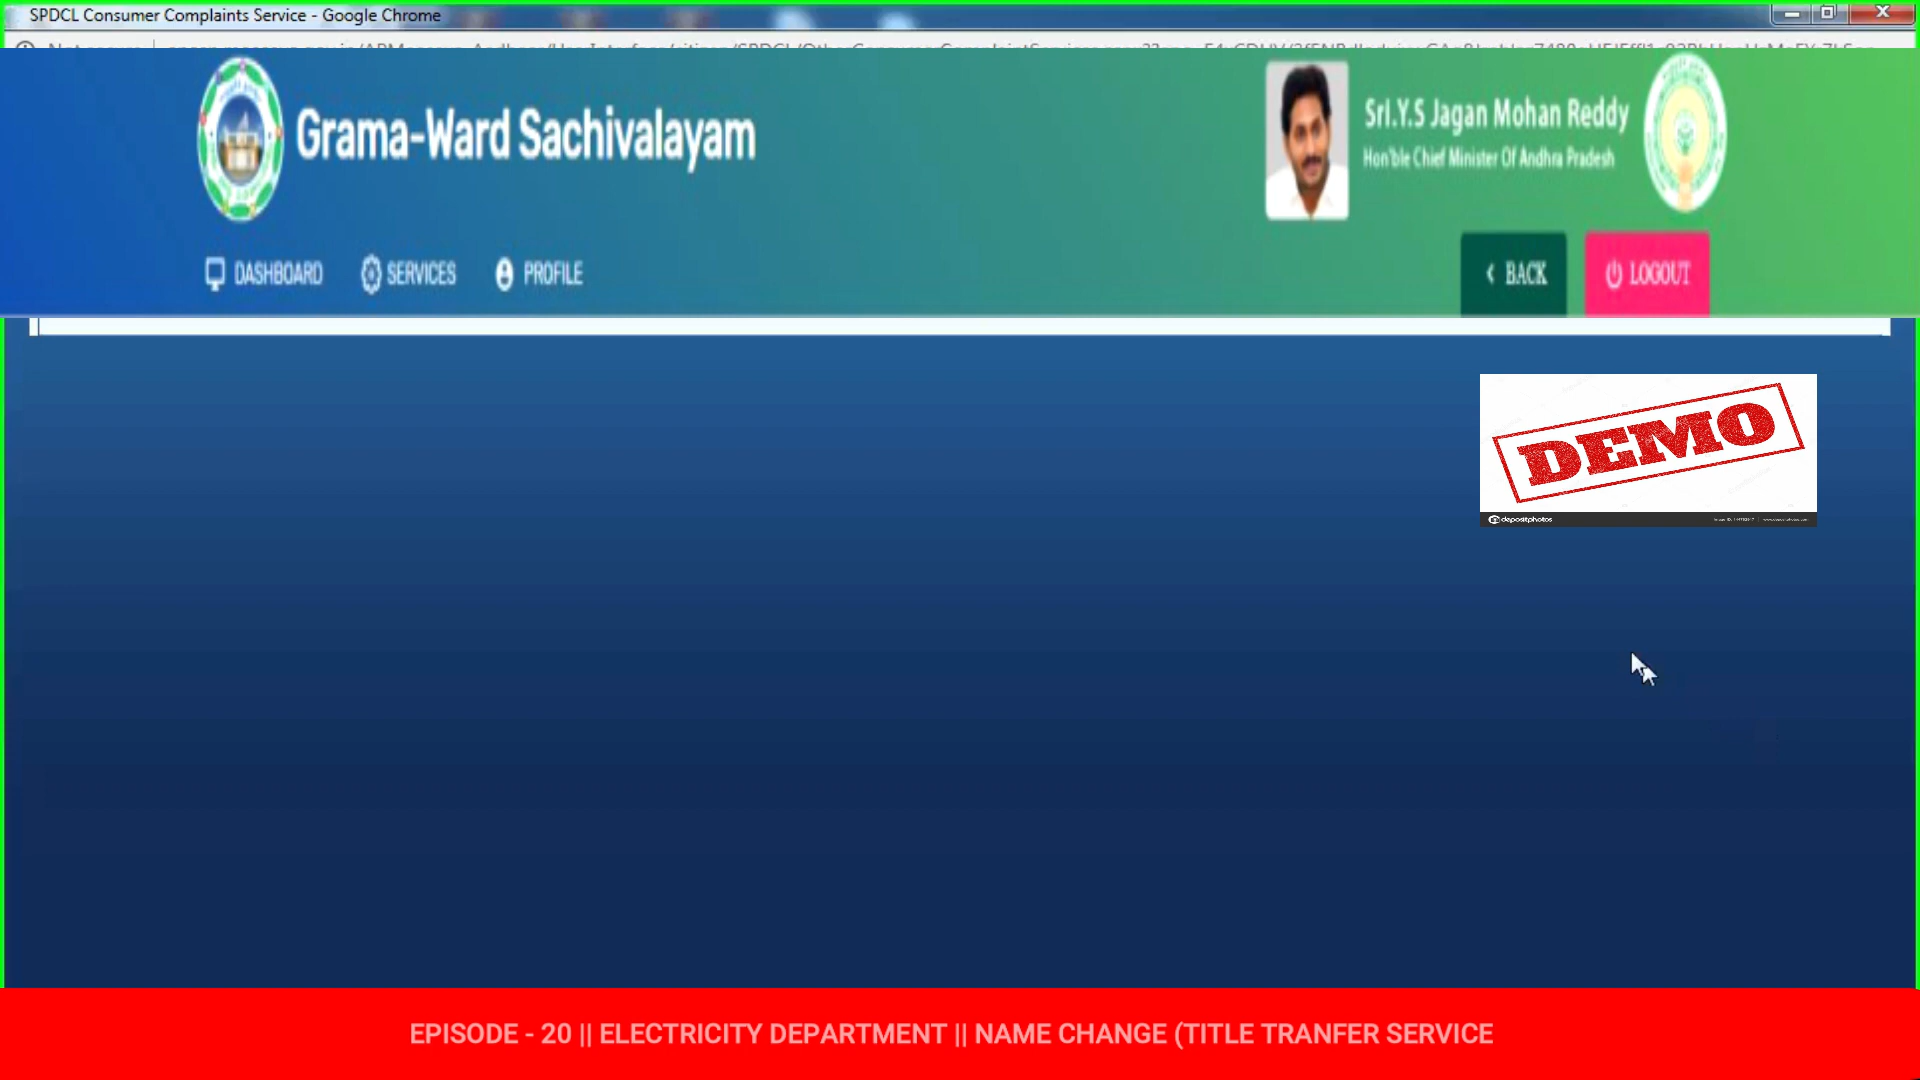 SPDCL Consumer Complaints Service - Google Chrome
Grama-Ward Sachivalayam
SrI.Y.S Jagan Mohan Reddy
Hon'ble Chief Minister Of Andhra Pradesh
DASHBOARD SERVICES PROFILE
BACK LOGOUT
DEMO
depositphotos
EPISODE - 20 || ELECTRICITY DEPARTMENT || NAME CHANGE (TITLE TRANFER SERVICE